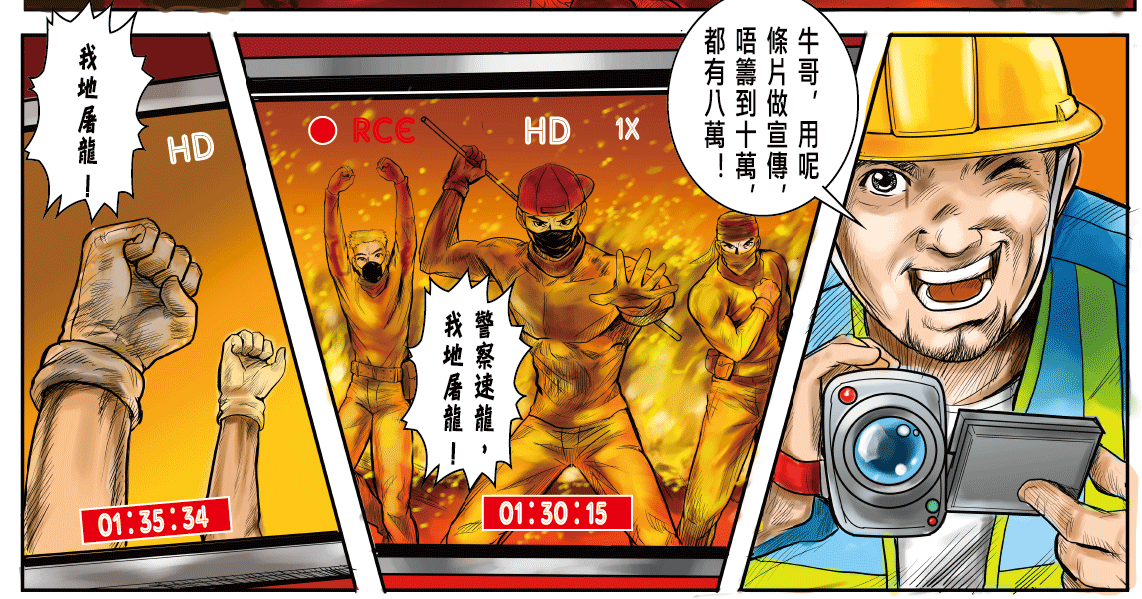 牛哥，用呢
條片做宣傳，
唔籌到十萬，
都有八萬！
REC
HD
1X
警察速龍，
我地屠龍！
01:30:15
我地屠龍！
HD
01:35:34